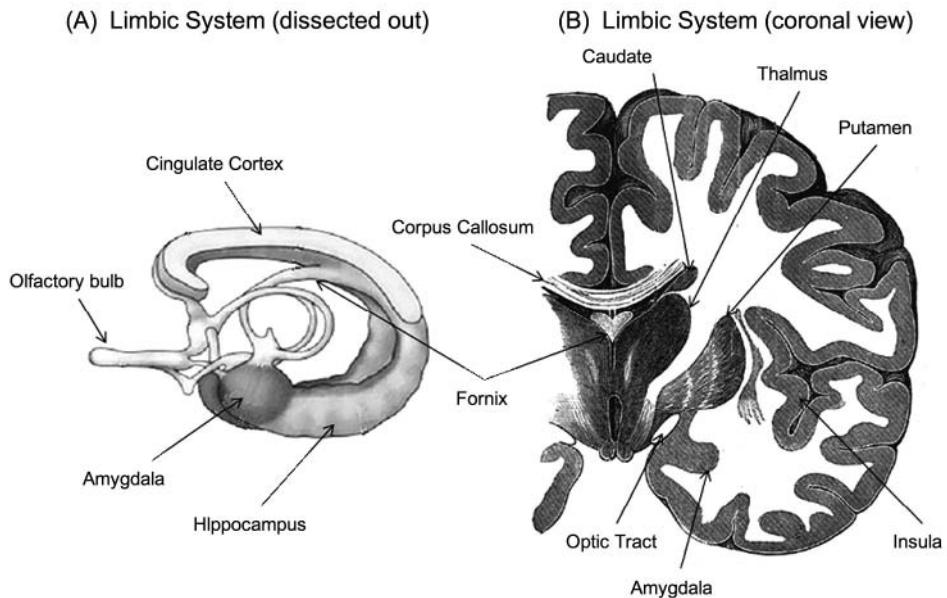 (A) Limbic System (dissected out)
(B) Limbic System (coronal view)
Cingulate Cortex
Olfactory bulb
Fornix
Amygdala
HIppocampus
Caudate
Thalmus
Putamen
Corpus Callosum
Optic Tract
Insula
Amygdala